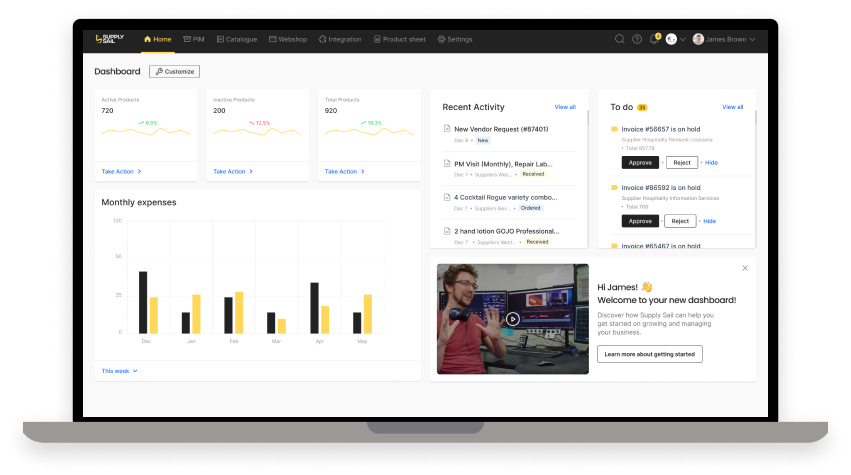 SUPPLY SAIL
Home
PIM
Catalogue
Webshop
Integration
Product sheet
Settings
James Brown
Dashboard
Customize
Active Products
720
6.8%
Take Action >
Inactive Products
200
12.5%
Take Action >
Total Products
920
19.3%
Take Action >
Monthly expenses
100
50
25
0
Dec
Jan
Feb
Mar
Apr
May
This week
Recent Activity
View all
New Vendor Request (#87401)
Dec 9 • New
PM Visit (Monthly), Repair Lab...
Dec 7 • Suppliers Wes... • Received
4 Cocktail Rogue variety combo...
Dec 7 • Suppliers Bev... • Ordered
2 hand lotion GOJO Professional...
Dec 7 • Suppliers West... • Received
To do 35
View all
Invoice #56657 is on hold
Supplier Hospitality Network Louisiana
• Total 657.78
Approve • Reject • Hide
Invoice #86592 is on hold
Supplier Hospitality Information Services
• Total 700
Approve • Reject • Hide
Invoice #65467 is on hold
Hi James! 👋
Welcome to your new dashboard!
Discover how Supply Sail can help you
get started on growing and managing
your business.
Learn more about getting started